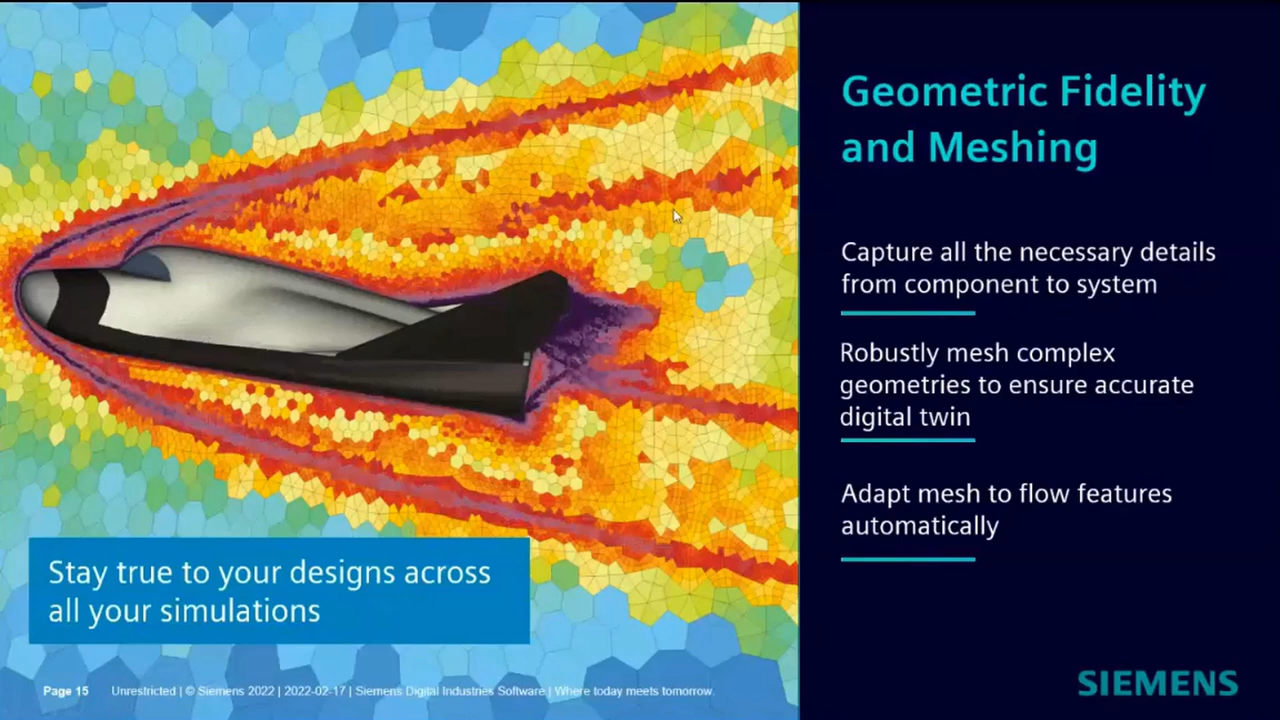 Geometric Fidelity
and Meshing
Capture all the necessary details
from component to system
Robustly mesh complex
geometries to ensure accurate
digital twin
Adapt mesh to flow features
automatically
Stay true to your designs across
all your simulations
Page 15 Unrestricted | © Siemens 2022 | 2022-02-17 | Siemens Digital Industries Software | Where today meets tomorrow.
SIEMENS